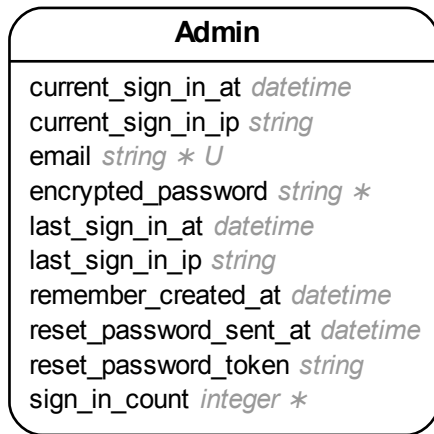 Admin
current_sign_in_at datetime
current_sign_in_ip string
email string ∗ U
encrypted_password string ∗
last_sign_in_at datetime
last_sign_in_ip string
remember_created_at datetime
reset_password_sent_at datetime
reset_password_token string
sign_in_count integer ∗